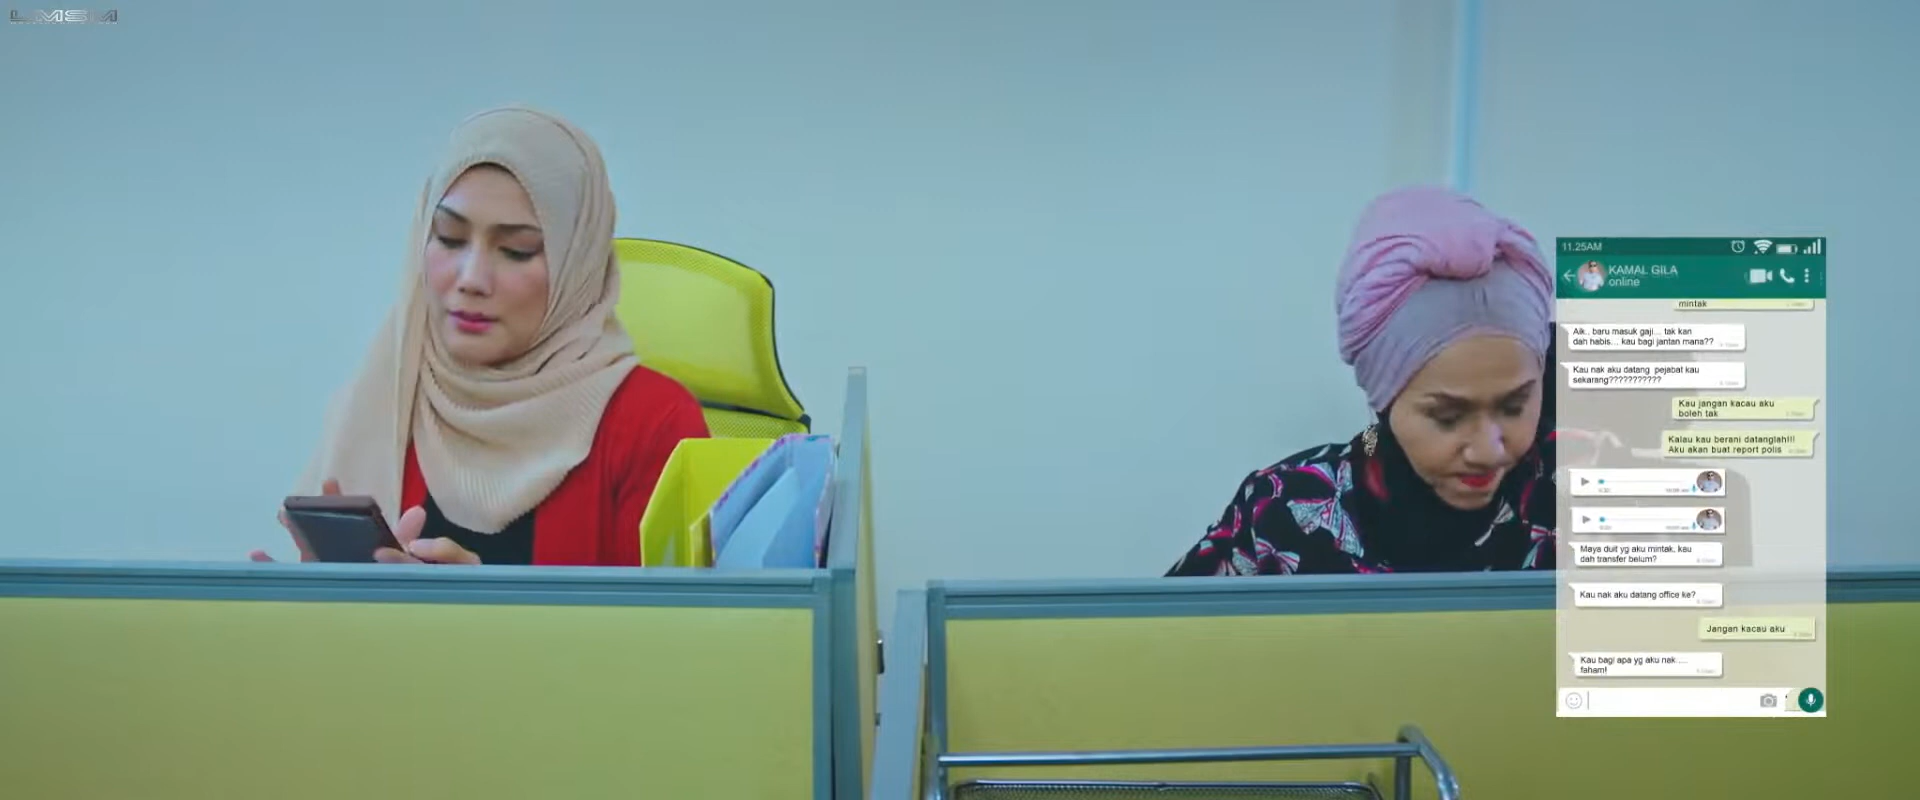 LMSM
11.25AM
KAMAL GILA
online
mintak
Aik.. baru masuk gaji... tak kan
dah habis... kau bagi jantan mana??
Kau nak aku datang pejabat kau
sekarang???????????
Kau jangan kacau aku
boleh tak
Kalau kau berani datanglah!!!
Aku akan buat report polis
Maya duit yg aku mintak, kau
dah transfer belum?
Kau nak aku datang office ke?
Jangan kacau aku
Kau bagi apa yg aku nak....
faham!